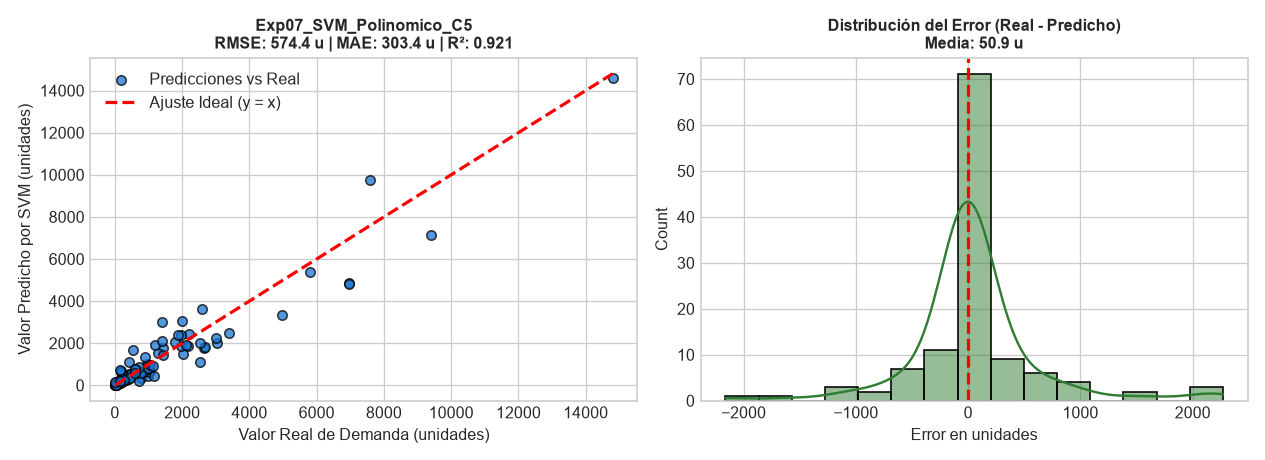 Exp07_SVM_Polinomico_C5
RMSE: 574.4 u | MAE: 303.4 u | R²: 0.921
Predicciones vs Real
Ajuste Ideal (y = x)
Valor Predicho por SVM (unidades)
14000
12000
10000
8000
6000
4000
2000
0
0
2000
4000
6000
8000
10000
12000
14000
Valor Real de Demanda (unidades)
Distribución del Error (Real - Predicho)
Media: 50.9 u
Count
70
60
50
40
30
20
10
0
−2000
−1000
0
1000
2000
Error en unidades